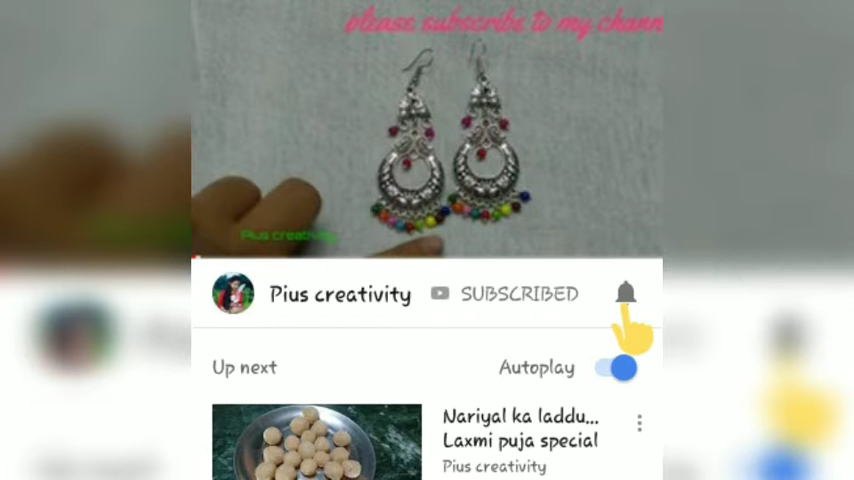 please subscribe to my chann
Pius creativity
Pius creativity SUBSCRIBED
Up next Autoplay
Nariyal ka laddu...
Laxmi puja special
Pius creativity